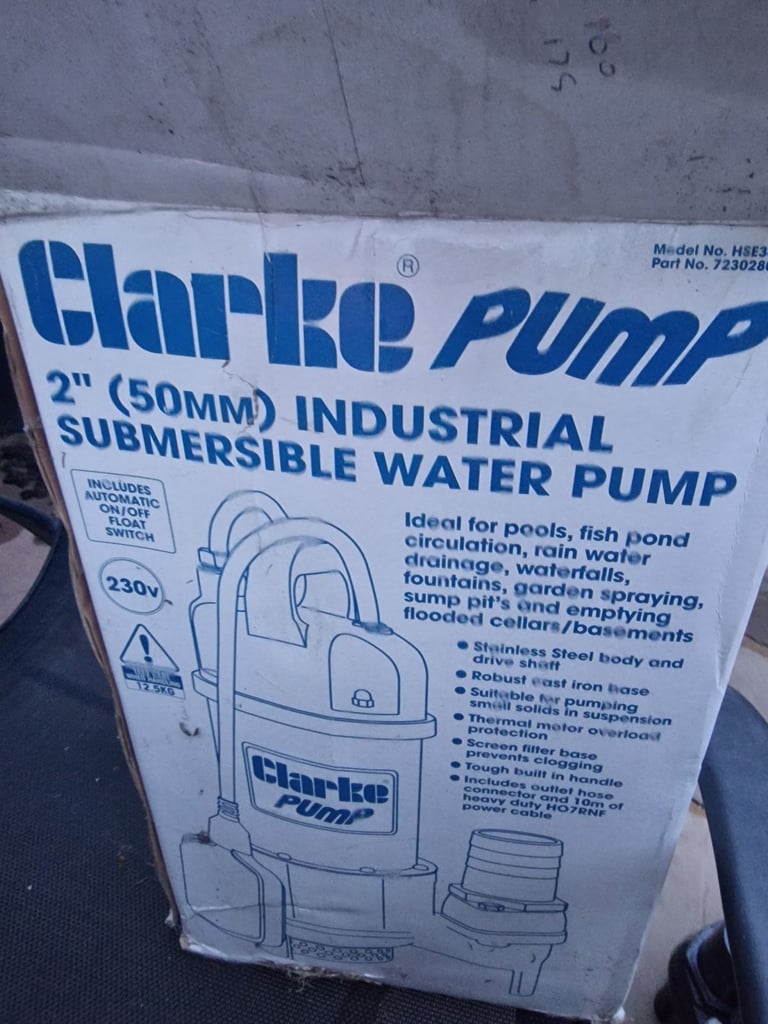 Clarke® PUMP
Model No. HSE3
Part No. 723028
2" (50MM) INDUSTRIAL
SUBMERSIBLE WATER PUMP
INCLUDES
AUTOMATIC
ON/OFF
FLOAT
SWITCH
230v
12.5KG
Ideal for pools, fish pond
circulation, rain water
drainage, waterfalls,
fountains, garden spraying,
sump pit's and emptying
flooded cellars/basements
• Stainless Steel body and
drive shaft
• Robust cast iron base
• Suitable for pumping
small solids in suspension
• Thermal motor overload
protection
• Screen filter base
prevents clogging
• Tough built in handle
• Includes outlet hose
connector and 10m of
heavy duty HO7RNF
power cable
Clarke
PUMP